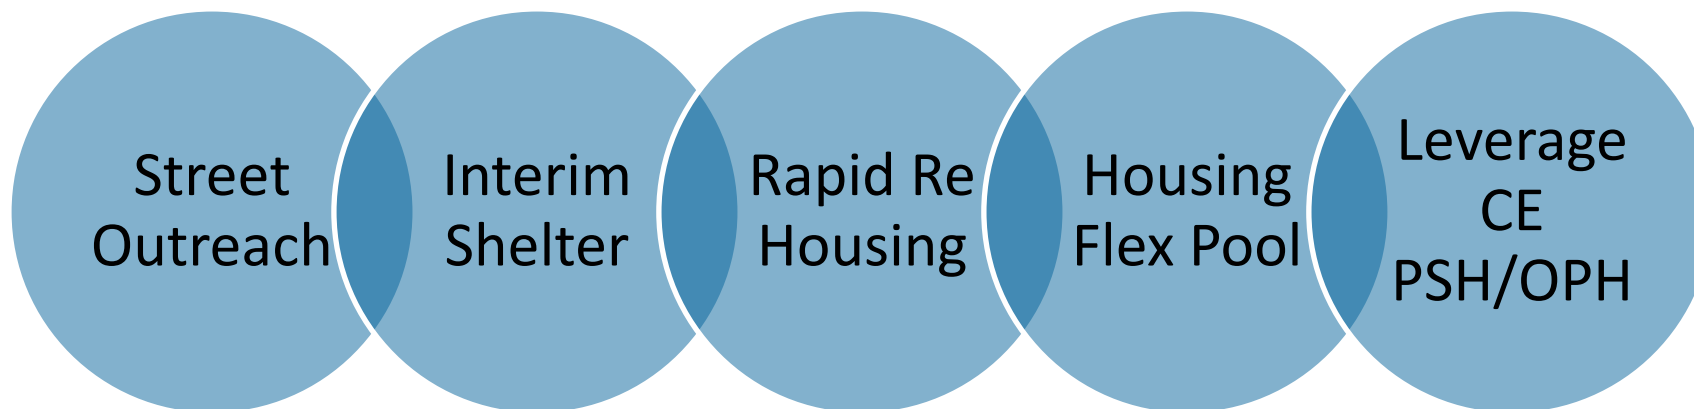 Street
Outreach
Interim
Shelter
Rapid Re
Housing
Housing
Flex Pool
Leverage
CE
PSH/OPH